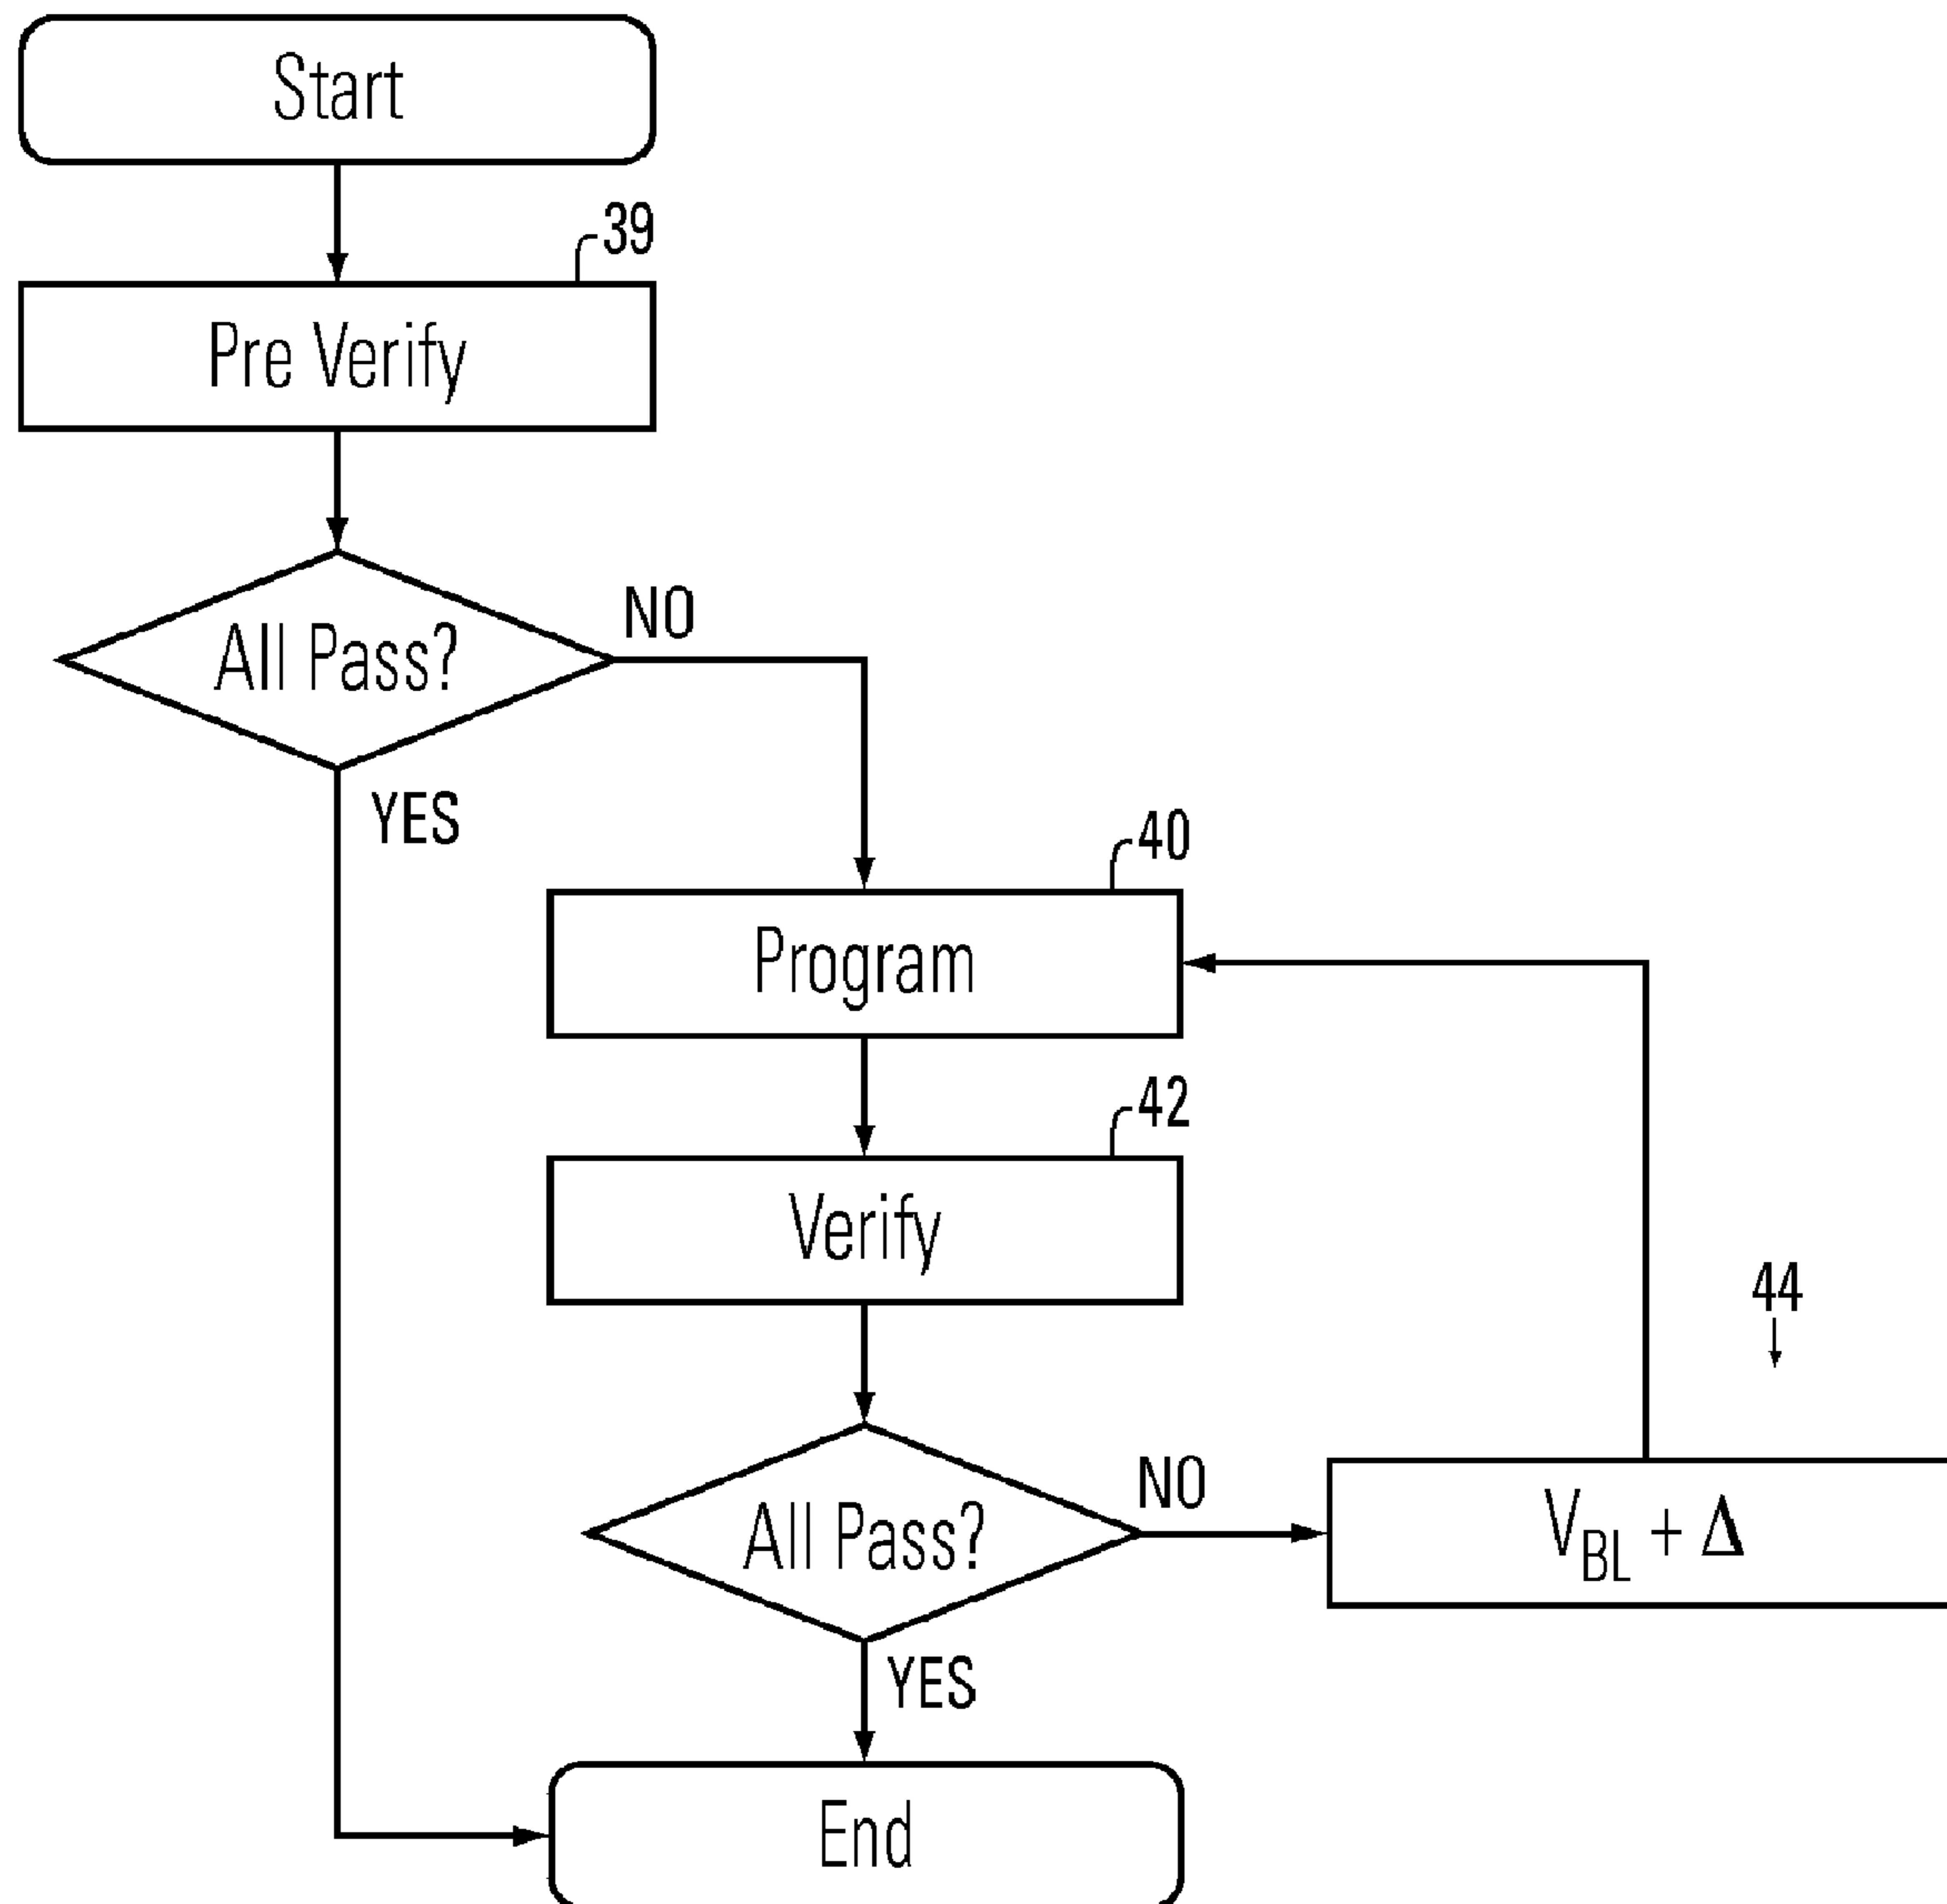 Start
39
Pre Verify
All Pass?
NO
YES
40
Program
42
Verify
44
All Pass?
NO
V_BL + Δ
YES
End